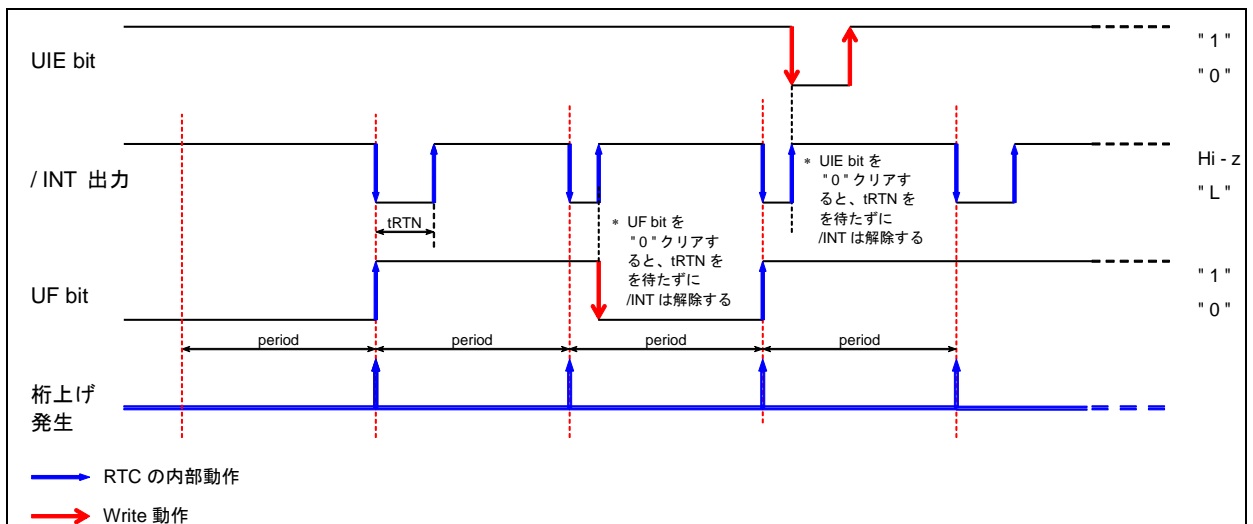 UIE bit
" 1 "
" 0 "
/ INT 出力
Hi - z
" L "
tRTN
* UF bit を
" 0 " クリアす
ると、tRTN を
を待たずに
/INT は解除する
* UIE bit を
" 0 " クリアす
ると、tRTN を
を待たずに
/INT は解除する
UF bit
" 1 "
" 0 "
period
period
period
period
桁上げ
発生
RTC の内部動作
Write 動作